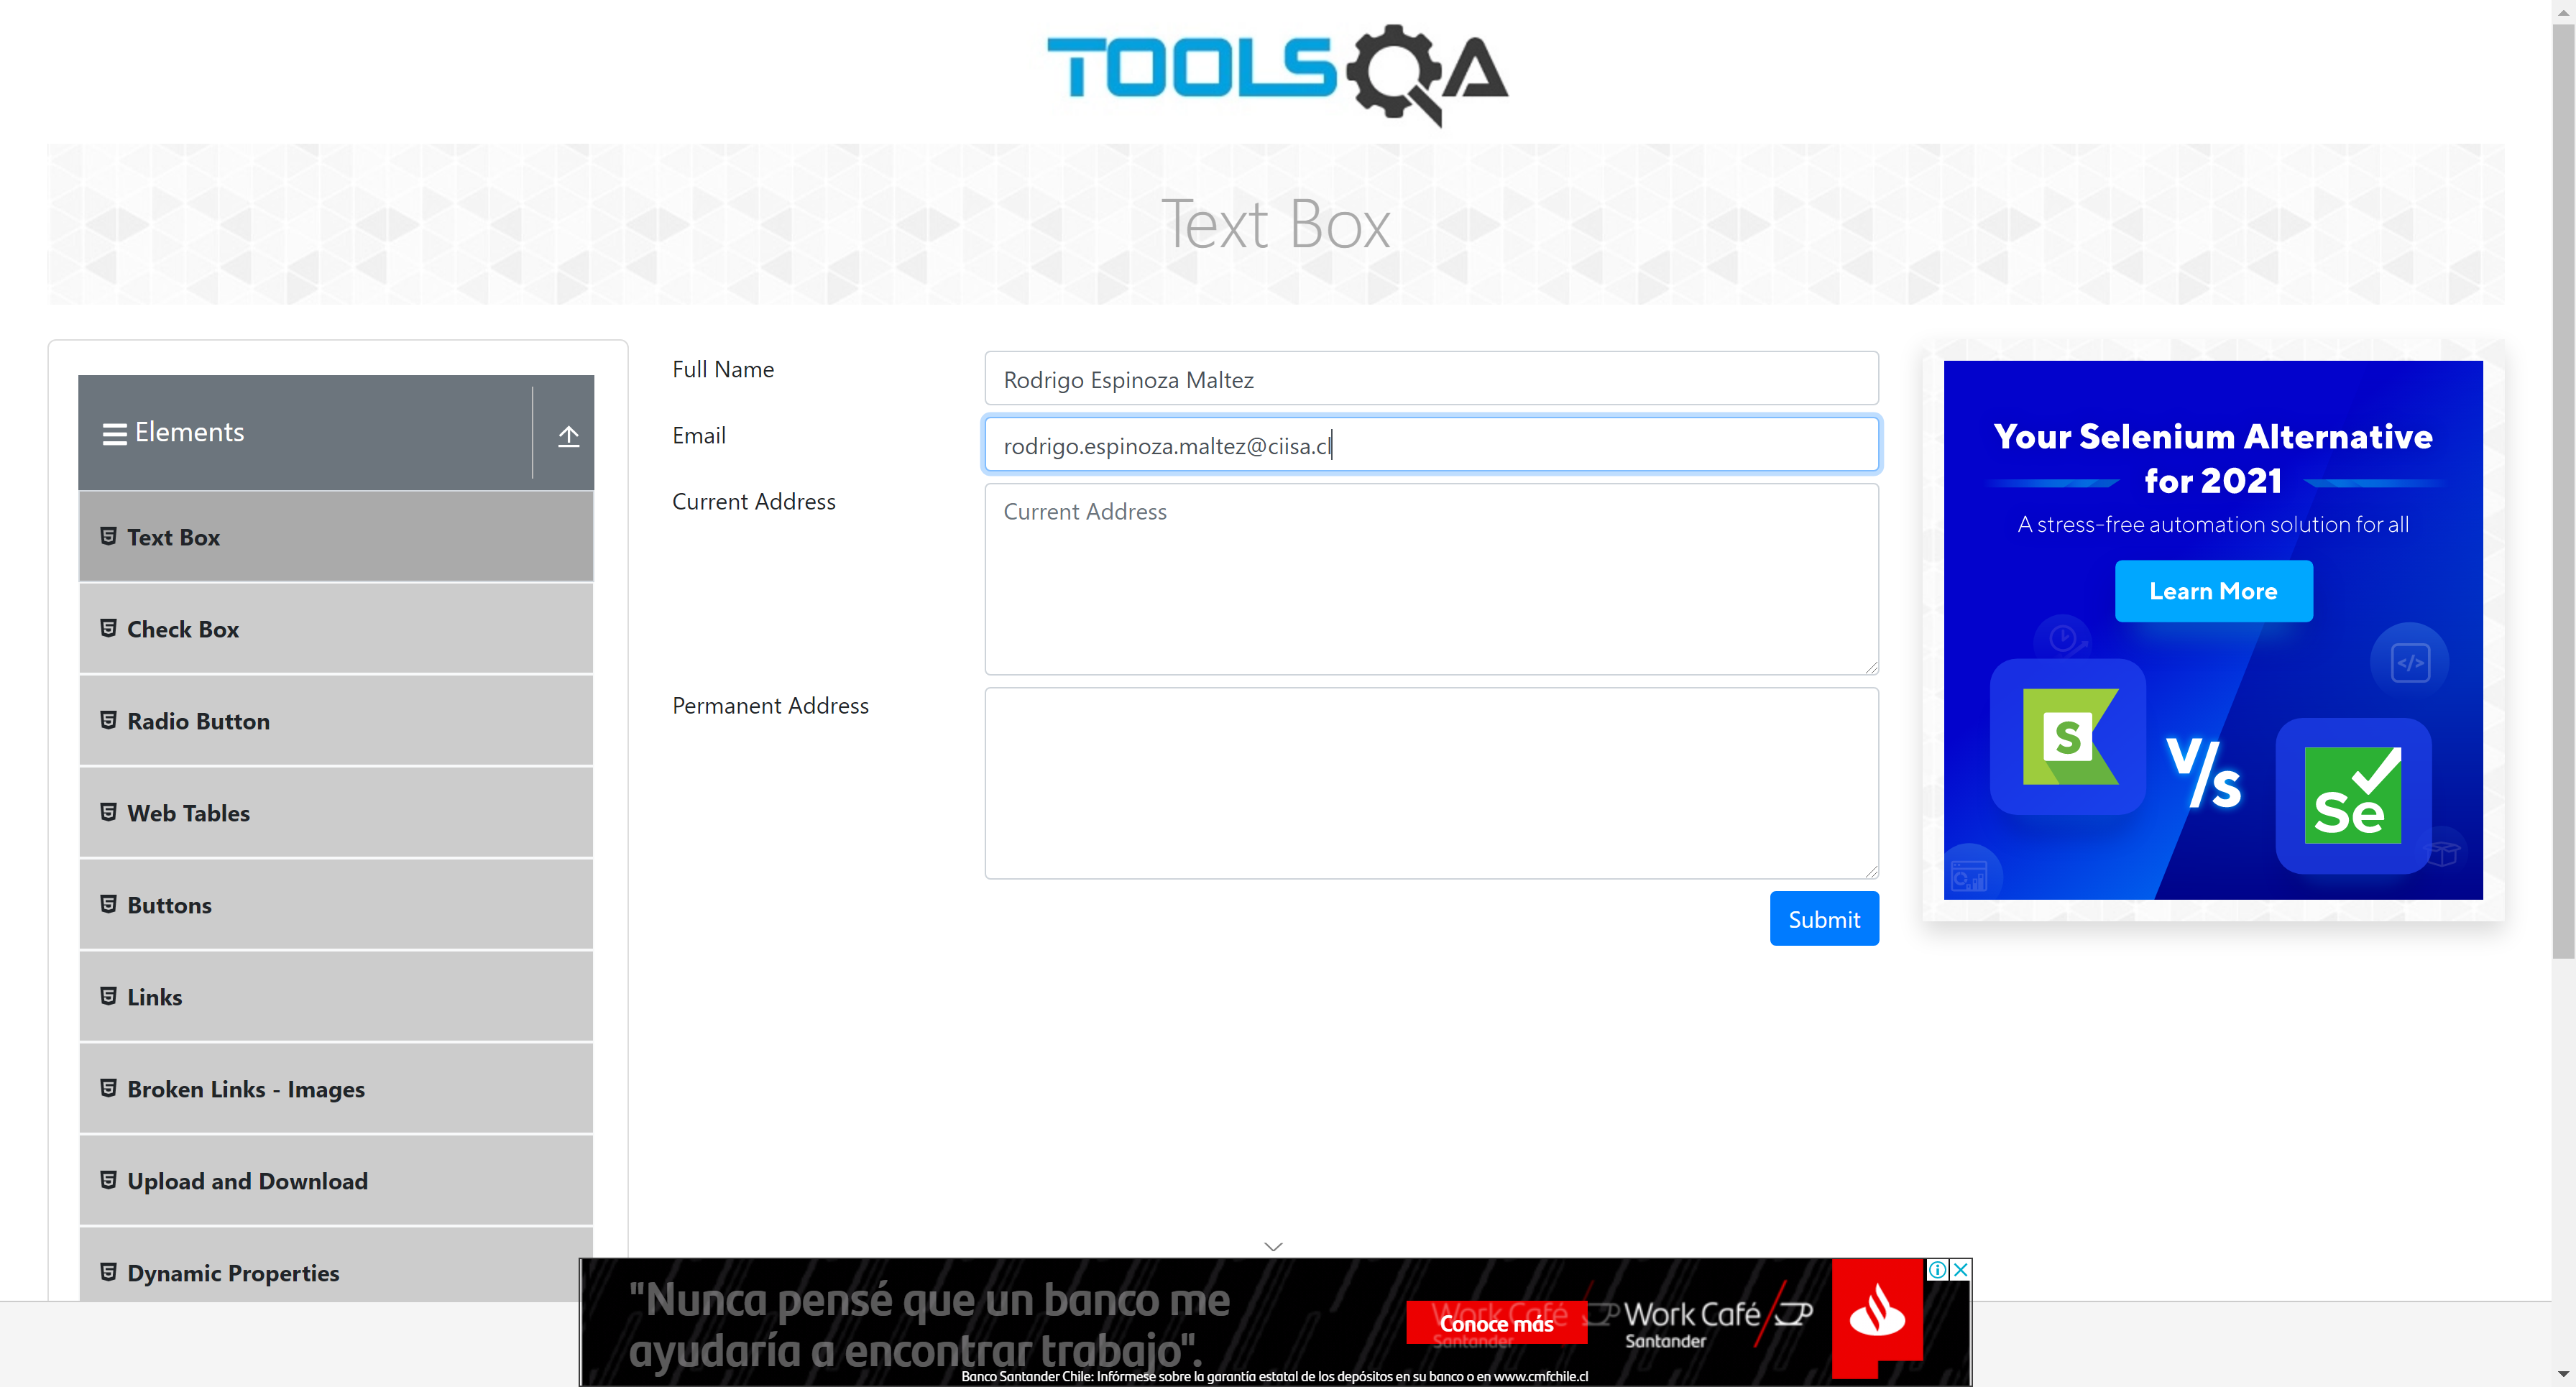 TOOLSQA
Text Box
Elements
Text Box
Check Box
Radio Button
Web Tables
Buttons
Links
Broken Links - Images
Upload and Download
Dynamic Properties
Full Name
Rodrigo Espinoza Maltez
Email
rodrigo.espinoza.maltez@ciisa.cl
Current Address
Current Address
Permanent Address
Submit
Your Selenium Alternative
for 2021
A stress-free automation solution for all
Learn More
</>
S
V/s
Se
"Nunca pensé que un banco me
ayudaría a encontrar trabajo".
Work Café
Santander
Conoce más
Work Café
Santander
Banco Santander Chile: Infórmese sobre la garantía estatal de los depósitos en su banco o en www.cmfchile.cl